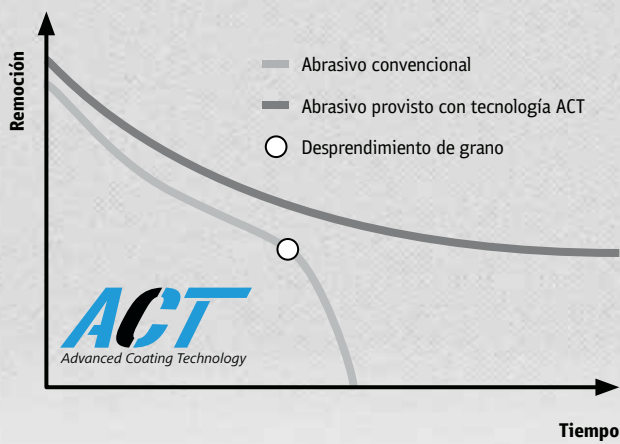 Remoción
Abrasivo convencional
Abrasivo provisto con tecnología ACT
Desprendimiento de grano
ACT
Advanced Coating Technology
Tiempo